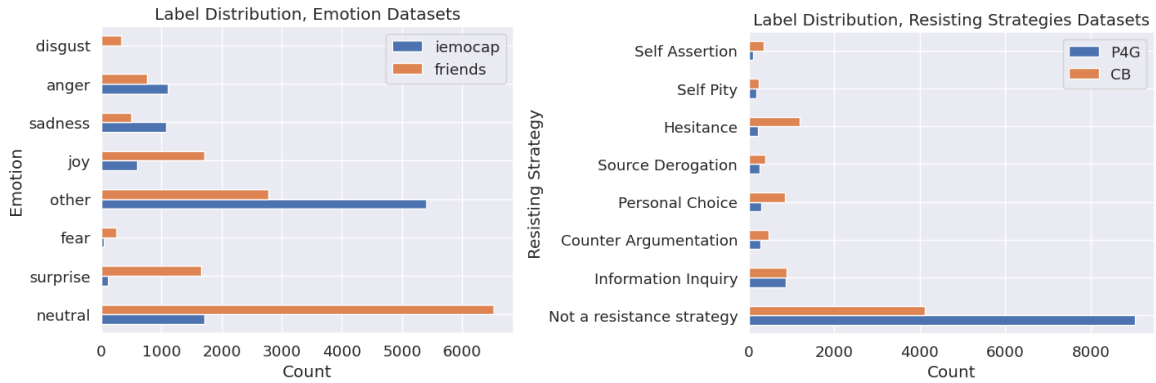 Label Distribution, Emotion Datasets
iemocap
friends
Emotion
disgust
anger
sadness
joy
other
fear
surprise
neutral
0 1000 2000 3000 4000 5000 6000
Count
Label Distribution, Resisting Strategies Datasets
P4G
CB
Resisting Strategy
Self Assertion
Self Pity
Hesitance
Source Derogation
Personal Choice
Counter Argumentation
Information Inquiry
Not a resistance strategy
0 2000 4000 6000 8000
Count